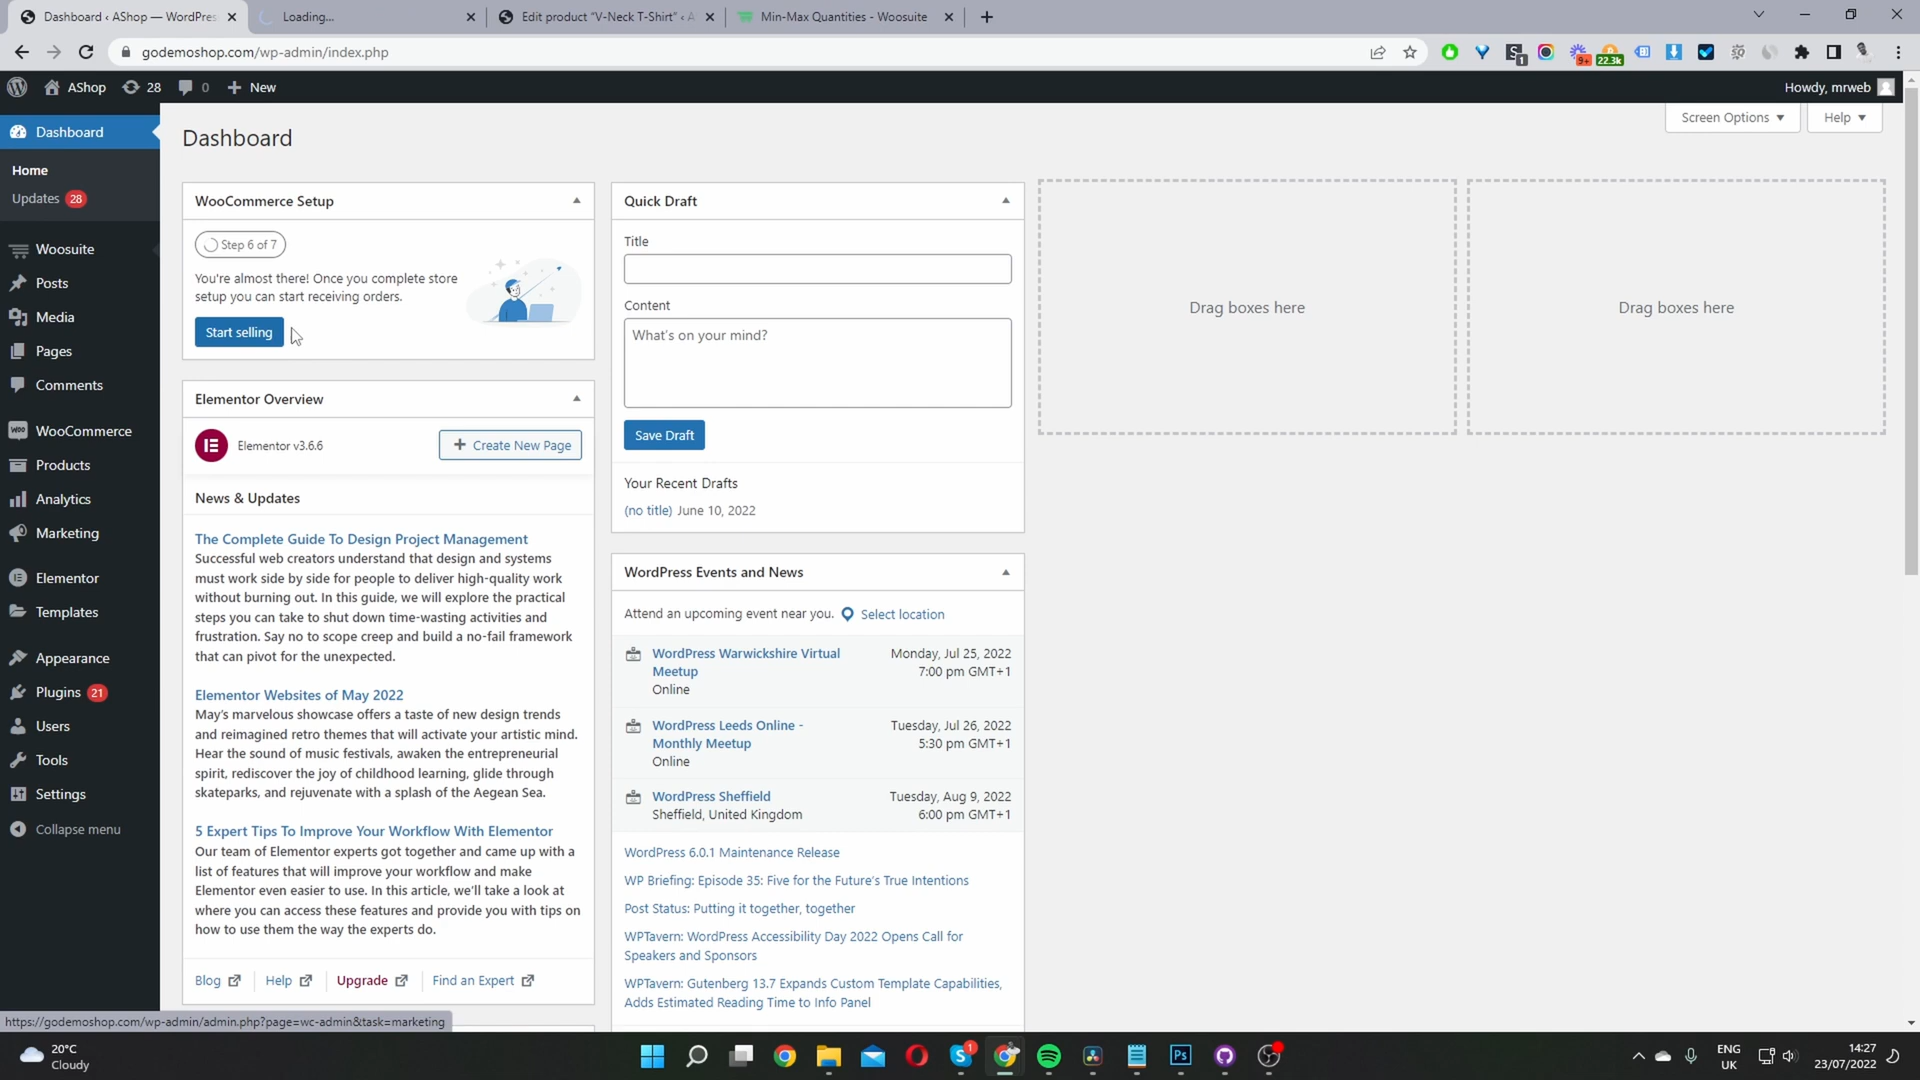 Dashboard ‹ AShop — WordPres
Loading...
Edit product “V-Neck T-Shirt” ‹ A
Min-Max Quantities - Woosuite
godemoshop.com/wp-admin/index.php
1
9+
22.3k
AShop
28
0
New
Howdy, mrweb
Dashboard
Home
Updates 28
Woosuite
Posts
Media
Pages
Comments
WooCommerce
Products
Analytics
Marketing
Elementor
Templates
Appearance
Plugins 21
Users
Tools
Settings
Collapse menu
Dashboard
Screen Options
Help
WooCommerce Setup
Step 6 of 7
You're almost there! Once you complete store
setup you can start receiving orders.
Start selling
Elementor Overview
Elementor v3.6.6
Create New Page
News & Updates
The Complete Guide To Design Project Management
Successful web creators understand that design and systems
must work side by side for people to deliver high-quality work
without burning out. In this guide, we will explore the practical
steps you can take to shut down time-wasting activities and
frustration. Say no to scope creep and build a no-fail framework
that can pivot for the unexpected.
Elementor Websites of May 2022
May's marvelous showcase offers a taste of new design trends
and reimagined retro themes that will activate your artistic mind.
Hear the sound of music festivals, awaken the entrepreneurial
spirit, rediscover the joy of childhood learning, glide through
skateparks, and rejuvenate with a splash of the Aegean Sea.
5 Expert Tips To Improve Your Workflow With Elementor
Our team of Elementor experts got together and came up with a
list of features that will improve your workflow and make
Elementor even easier to use. In this article, we'll take a look at
where you can access these features and provide you with tips on
how to use them the way the experts do.
Blog
Help
Upgrade
Find an Expert
Quick Draft
Title
Content
What's on your mind?
Save Draft
Your Recent Drafts
(no title) June 10, 2022
WordPress Events and News
Attend an upcoming event near you. Select location
WordPress Warwickshire Virtual
Meetup
Online
Monday, Jul 25, 2022
7:00 pm GMT+1
WordPress Leeds Online -
Monthly Meetup
Online
Tuesday, Jul 26, 2022
5:30 pm GMT+1
WordPress Sheffield
Sheffield, United Kingdom
Tuesday, Aug 9, 2022
6:00 pm GMT+1
WordPress 6.0.1 Maintenance Release
WP Briefing: Episode 35: Five for the Future's True Intentions
Post Status: Putting it together, together
WPTavern: WordPress Accessibility Day 2022 Opens Call for
Speakers and Sponsors
WPTavern: Gutenberg 13.7 Expands Custom Template Capabilities,
Adds Estimated Reading Time to Info Panel
Drag boxes here
Drag boxes here
https://godemoshop.com/wp-admin/admin.php?page=wc-admin&task=marketing
20°C
Cloudy
1
Ps
ENG
UK
14:27
23/07/2022